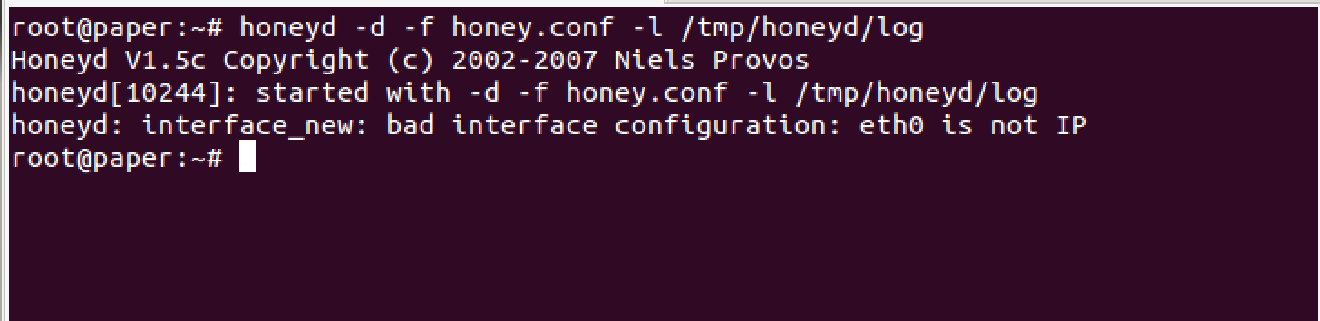 root@paper:~# honeyd -d -f honey.conf -l /tmp/honeyd/log
Honeyd V1.5c Copyright (c) 2002-2007 Niels Provos
honeyd[10244]: started with -d -f honey.conf -l /tmp/honeyd/log
honeyd: interface_new: bad interface configuration: eth0 is not IP
root@paper:~#